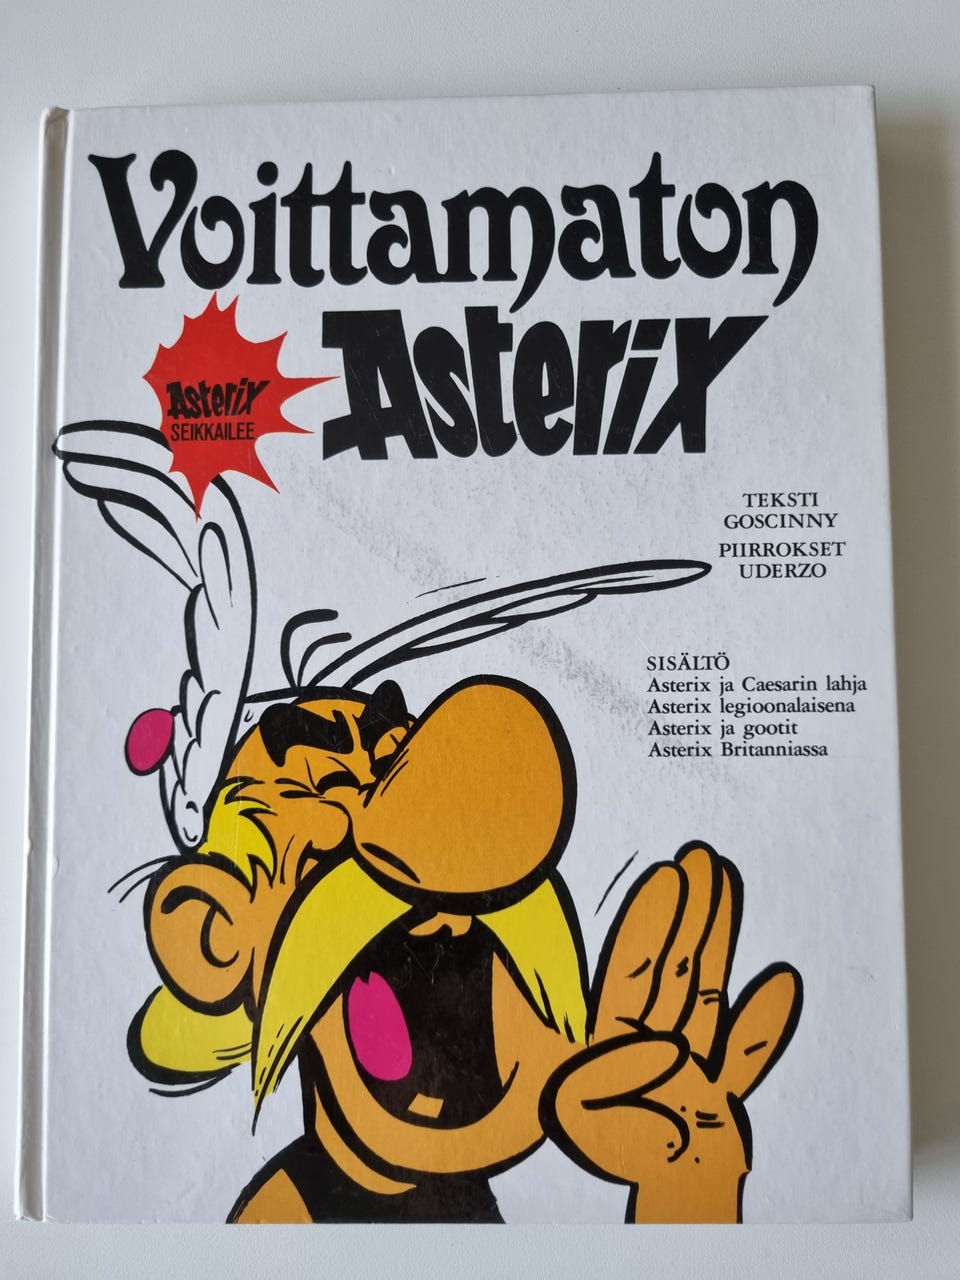 Voittamaton
Asterix
Asterix
SEIKKAILEE
TEKSTI
GOSCINNY
PIIRROKSET
UDERZO
SISÄLTÖ
Asterix ja Caesarin lahja
Asterix legioonalaisena
Asterix ja gootit
Asterix Britanniassa